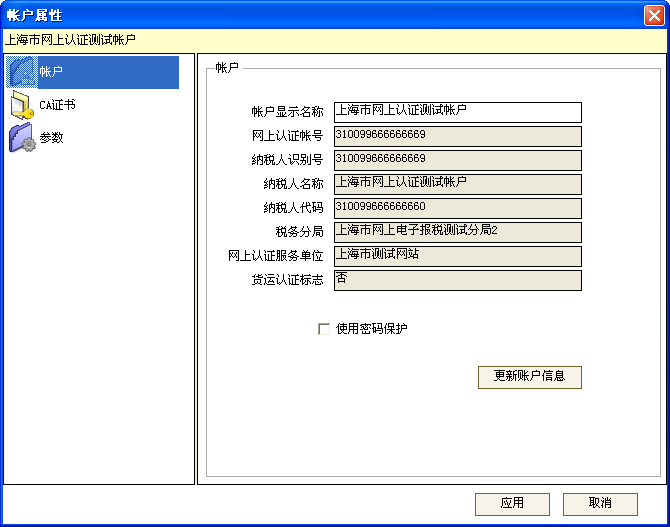 帐户属性
上海市网上认证测试帐户
帐户
CA证书
参数
帐户
帐户显示名称 上海市网上认证测试帐户
网上认证帐号 310099666666669
纳税人识别号 310099666666669
纳税人名称 上海市网上认证测试帐户
纳税人代码 310099666666660
税务分局 上海市网上电子报税测试分局2
网上认证服务单位 上海市测试网站
货运认证标志 否
使用密码保护
更新账户信息
应用
取消